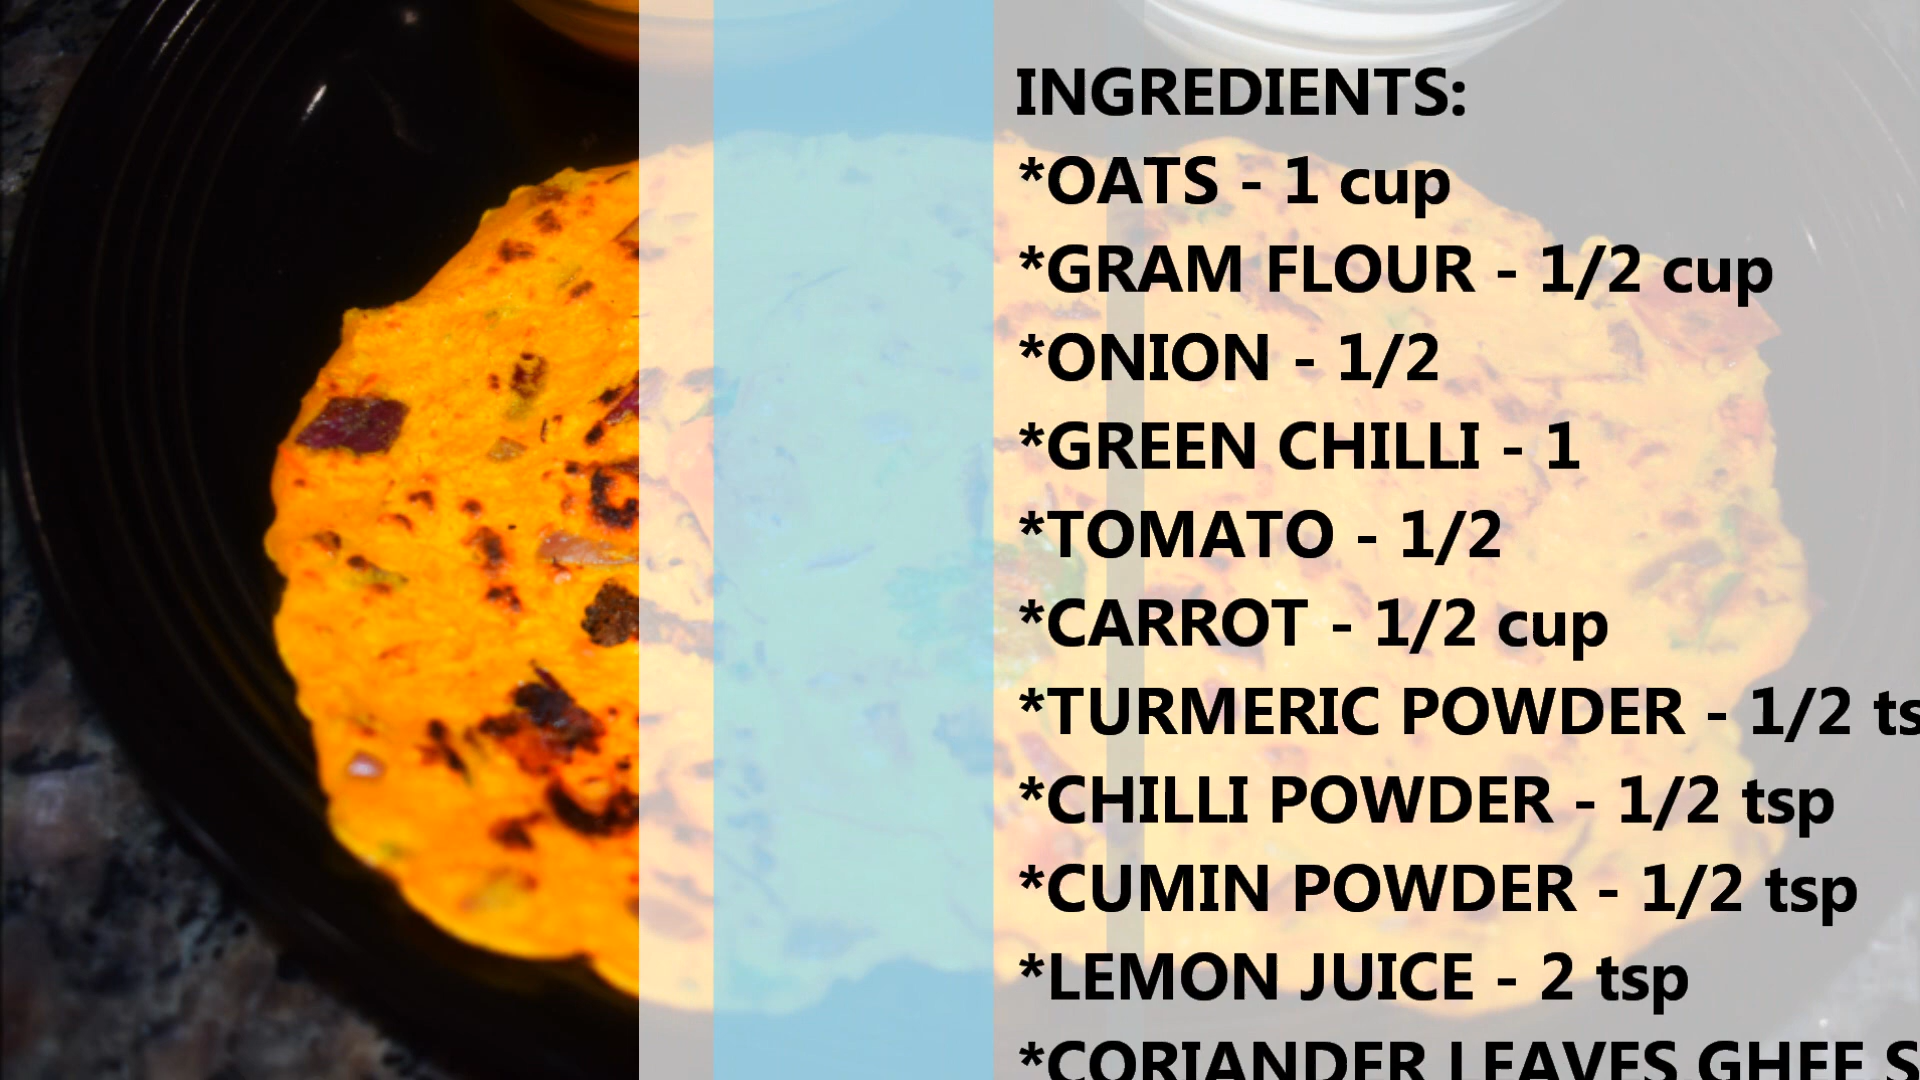 INGREDIENTS:
*OATS - 1 cup
*GRAM FLOUR - 1/2 cup
*ONION - 1/2
*GREEN CHILLI - 1
*TOMATO - 1/2
*CARROT - 1/2 cup
*TURMERIC POWDER - 1/2 ts
*CHILLI POWDER - 1/2 tsp
*CUMIN POWDER - 1/2 tsp
*LEMON JUICE - 2 tsp
*CORIANDER LEAVES GHEE S